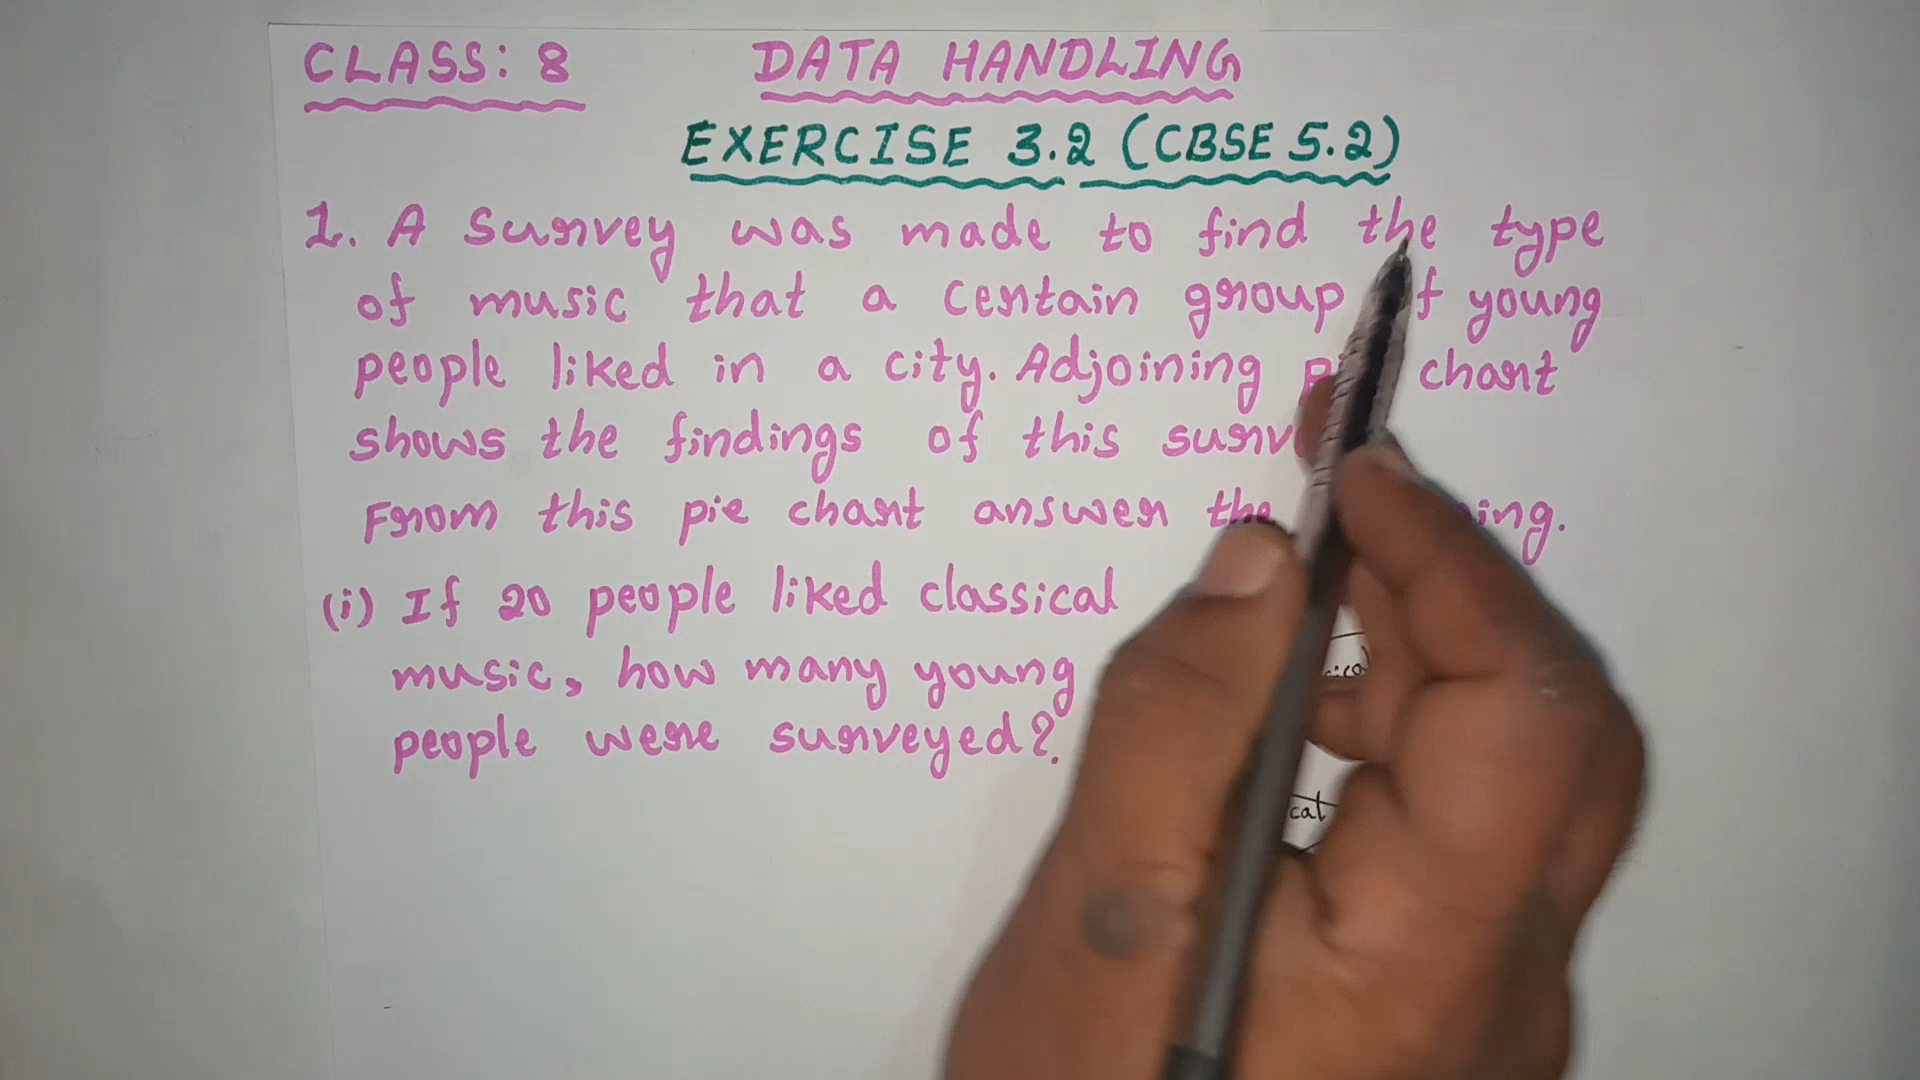 CLASS: 8 DATA HANDLING
EXERCISE 3.2 (CBSE 5.2)
1. A survey was made to find the type
of music that a certain group young
people liked in a city. Adjoining chart
shows the findings of this
From this pie chart answer the
(i) If 20 people liked classical
music, how many young
people were surveyed?